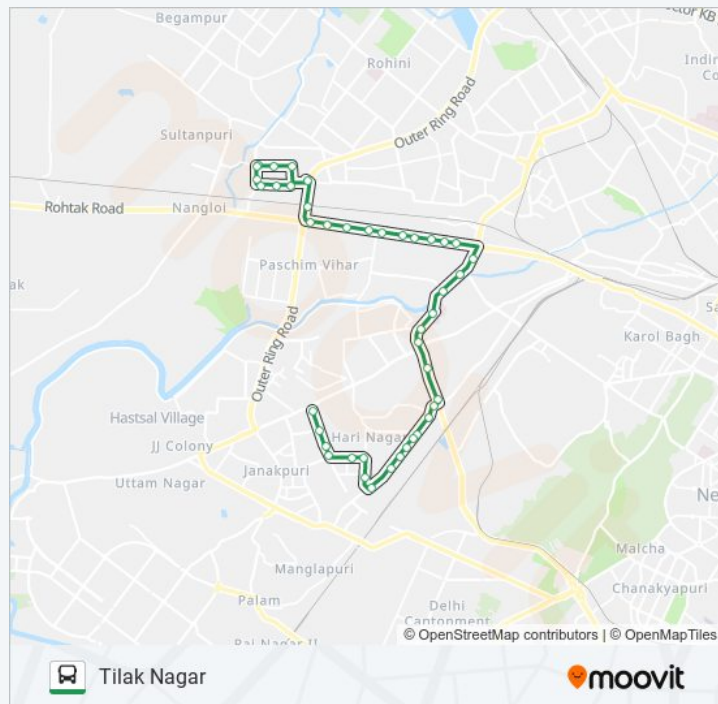 Begampur
Rohini
Outer Ring Road
Sultanpuri
Rohtak Road
Nangloi
Paschim Vihar
Outer Ring Road
Karol Bagh
Hastsal Village
Hari Nagar
JJ Colony
Janakpuri
Uttam Nagar
Malcha
Manglapuri
Chanakyapuri
Palam
Delhi
Cantonment
© OpenStreetMap contributors | © OpenMapTiles
Tilak Nagar
moovit